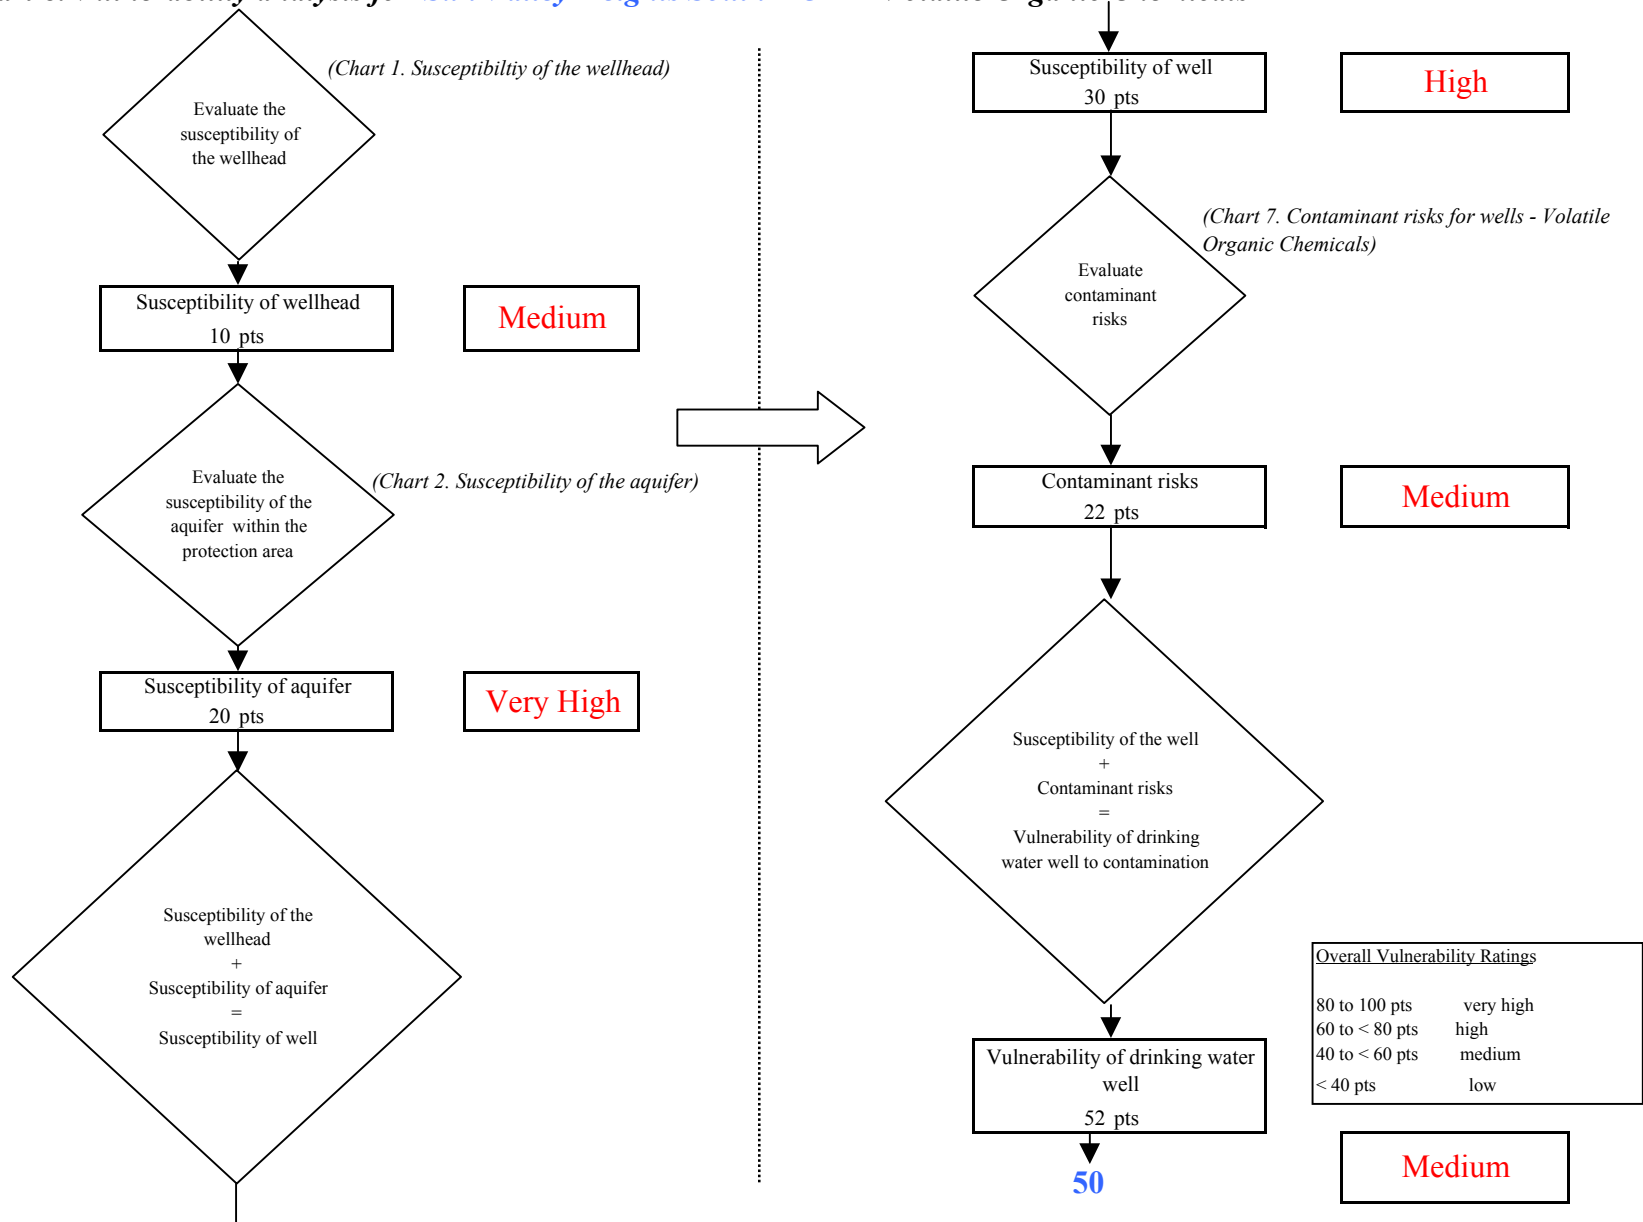 (Chart 1. Susceptibiltiy of the wellhead)
Evaluate the
susceptibility of
the wellhead
Susceptibility of wellhead
10 pts
Medium
(Chart 2. Susceptibility of the aquifer)
Evaluate the
susceptibility of the
aquifer within the
protection area
Susceptibility of aquifer
20 pts
Very High
Susceptibility of the
wellhead
+
Susceptibility of aquifer
=
Susceptibility of well
Susceptibility of well
30 pts
High
(Chart 7. Contaminant risks for wells - Volatile
Organic Chemicals)
Evaluate
contaminant
risks
Contaminant risks
22 pts
Medium
Susceptibility of the well
+
Contaminant risks
=
Vulnerability of drinking
water well to contamination
Overall Vulnerability Ratings
80 to 100 pts very high
60 to < 80 pts high
40 to < 60 pts medium
< 40 pts low
Vulnerability of drinking water
well
52 pts
50
Medium